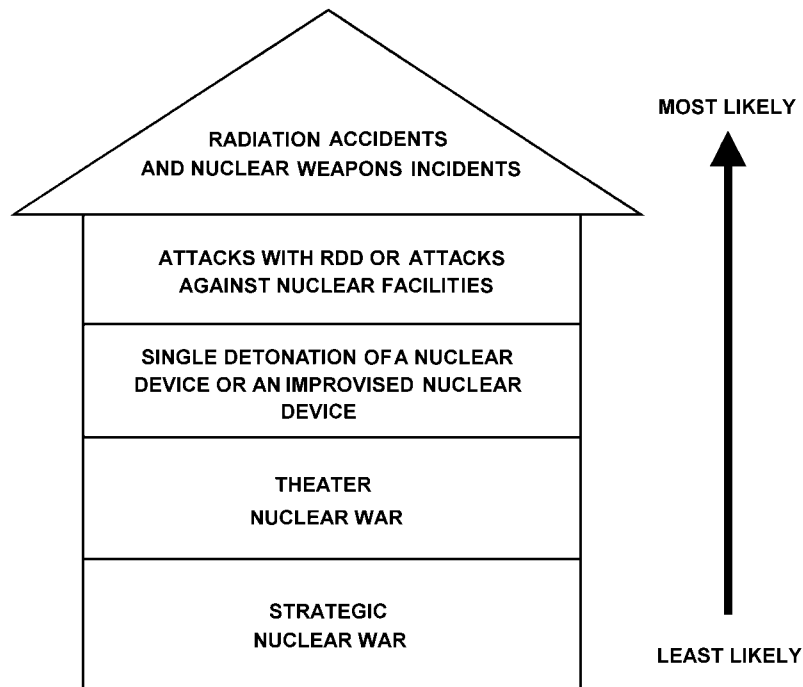 MOST LIKELY
RADIATION ACCIDENTS
AND NUCLEAR WEAPONS INCIDENTS
ATTACKS WITH RDD OR ATTACKS
AGAINST NUCLEAR FACILITIES
SINGLE DETONATION OF A NUCLEAR
DEVICE OR AN IMPROVISED NUCLEAR
DEVICE
THEATER
NUCLEAR WAR
STRATEGIC
NUCLEAR WAR
LEAST LIKELY